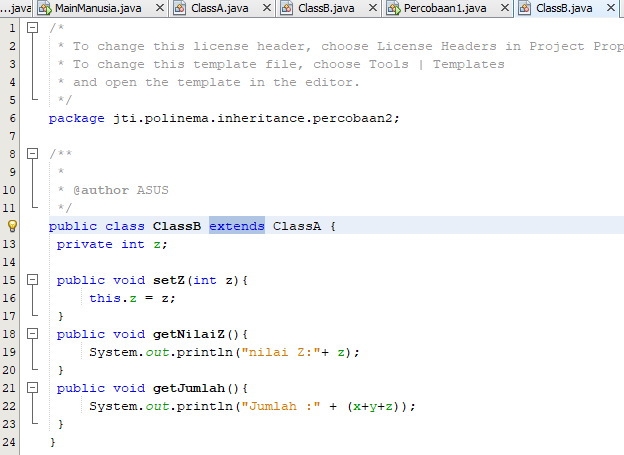 ...java MainManusia.java ClassA.java ClassB.java Percobaan1.java ClassB.java
1 /*
2 * To change this license header, choose License Headers in Project Prop
3 * To change this template file, choose Tools | Templates
4 * and open the template in the editor.
5 */
6 package jti.polinema.inheritance.percobaan2;
7
8 /**
9 *
10 * @author ASUS
11 */
public class ClassB extends ClassA {
13 private int z;
14
15 public void setZ(int z){
16 this.z = z;
17 }
18 public void getNilaiZ(){
19 System.out.println("nilai Z:"+ z);
20 }
21 public void getJumlah(){
22 System.out.println("Jumlah :" + (x+y+z));
23 }
24 }